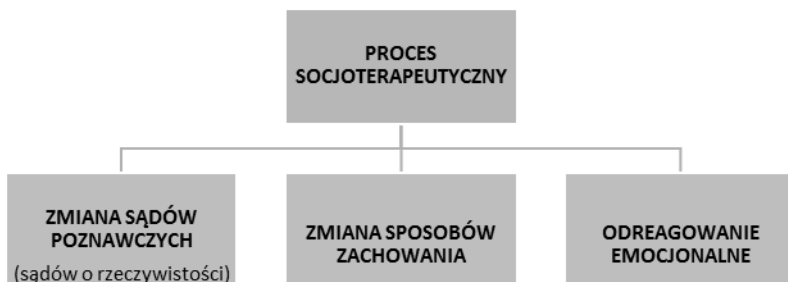 PROCES
SOCJOTERAPEUTYCZNY
ZMIANA SĄDÓW
POZNAWCZYCH
(sądów o rzeczywistości)
ZMIANA SPOSOBÓW
ZACHOWANIA
ODREAGOWANIE
EMOCJONALNE